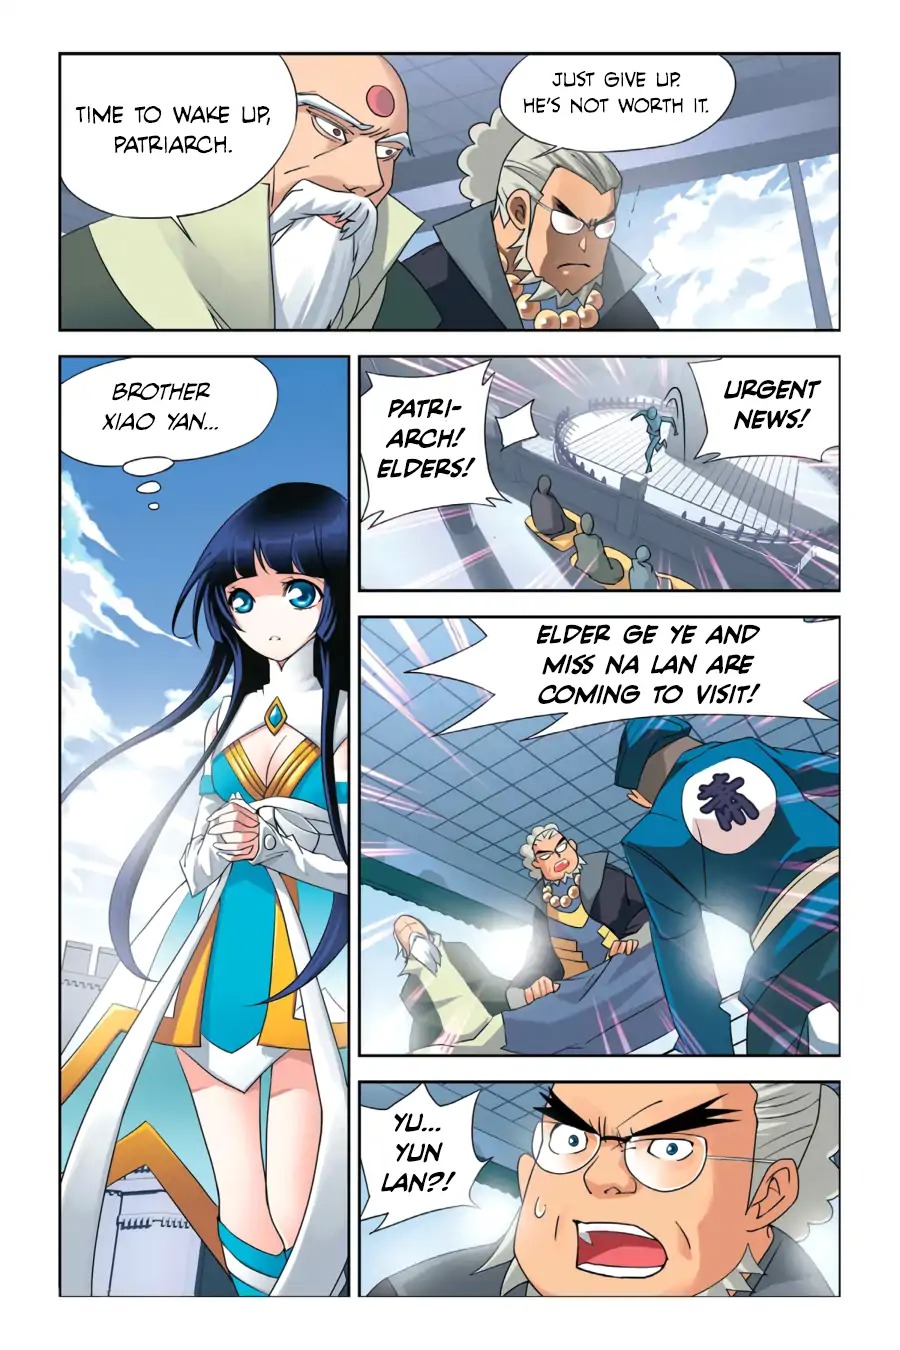 TIME TO WAKE UP,
PATRIARCH.
JUST GIVE UP.
HE'S NOT WORTH IT.
BROTHER
XIAO YAN...
PATRI-
ARCH!
ELDERS!
URGENT
NEWS!
ELDER GE YE AND
MISS NA LAN ARE
COMING TO VISIT!
萧
YU...
YUN
LAN?!